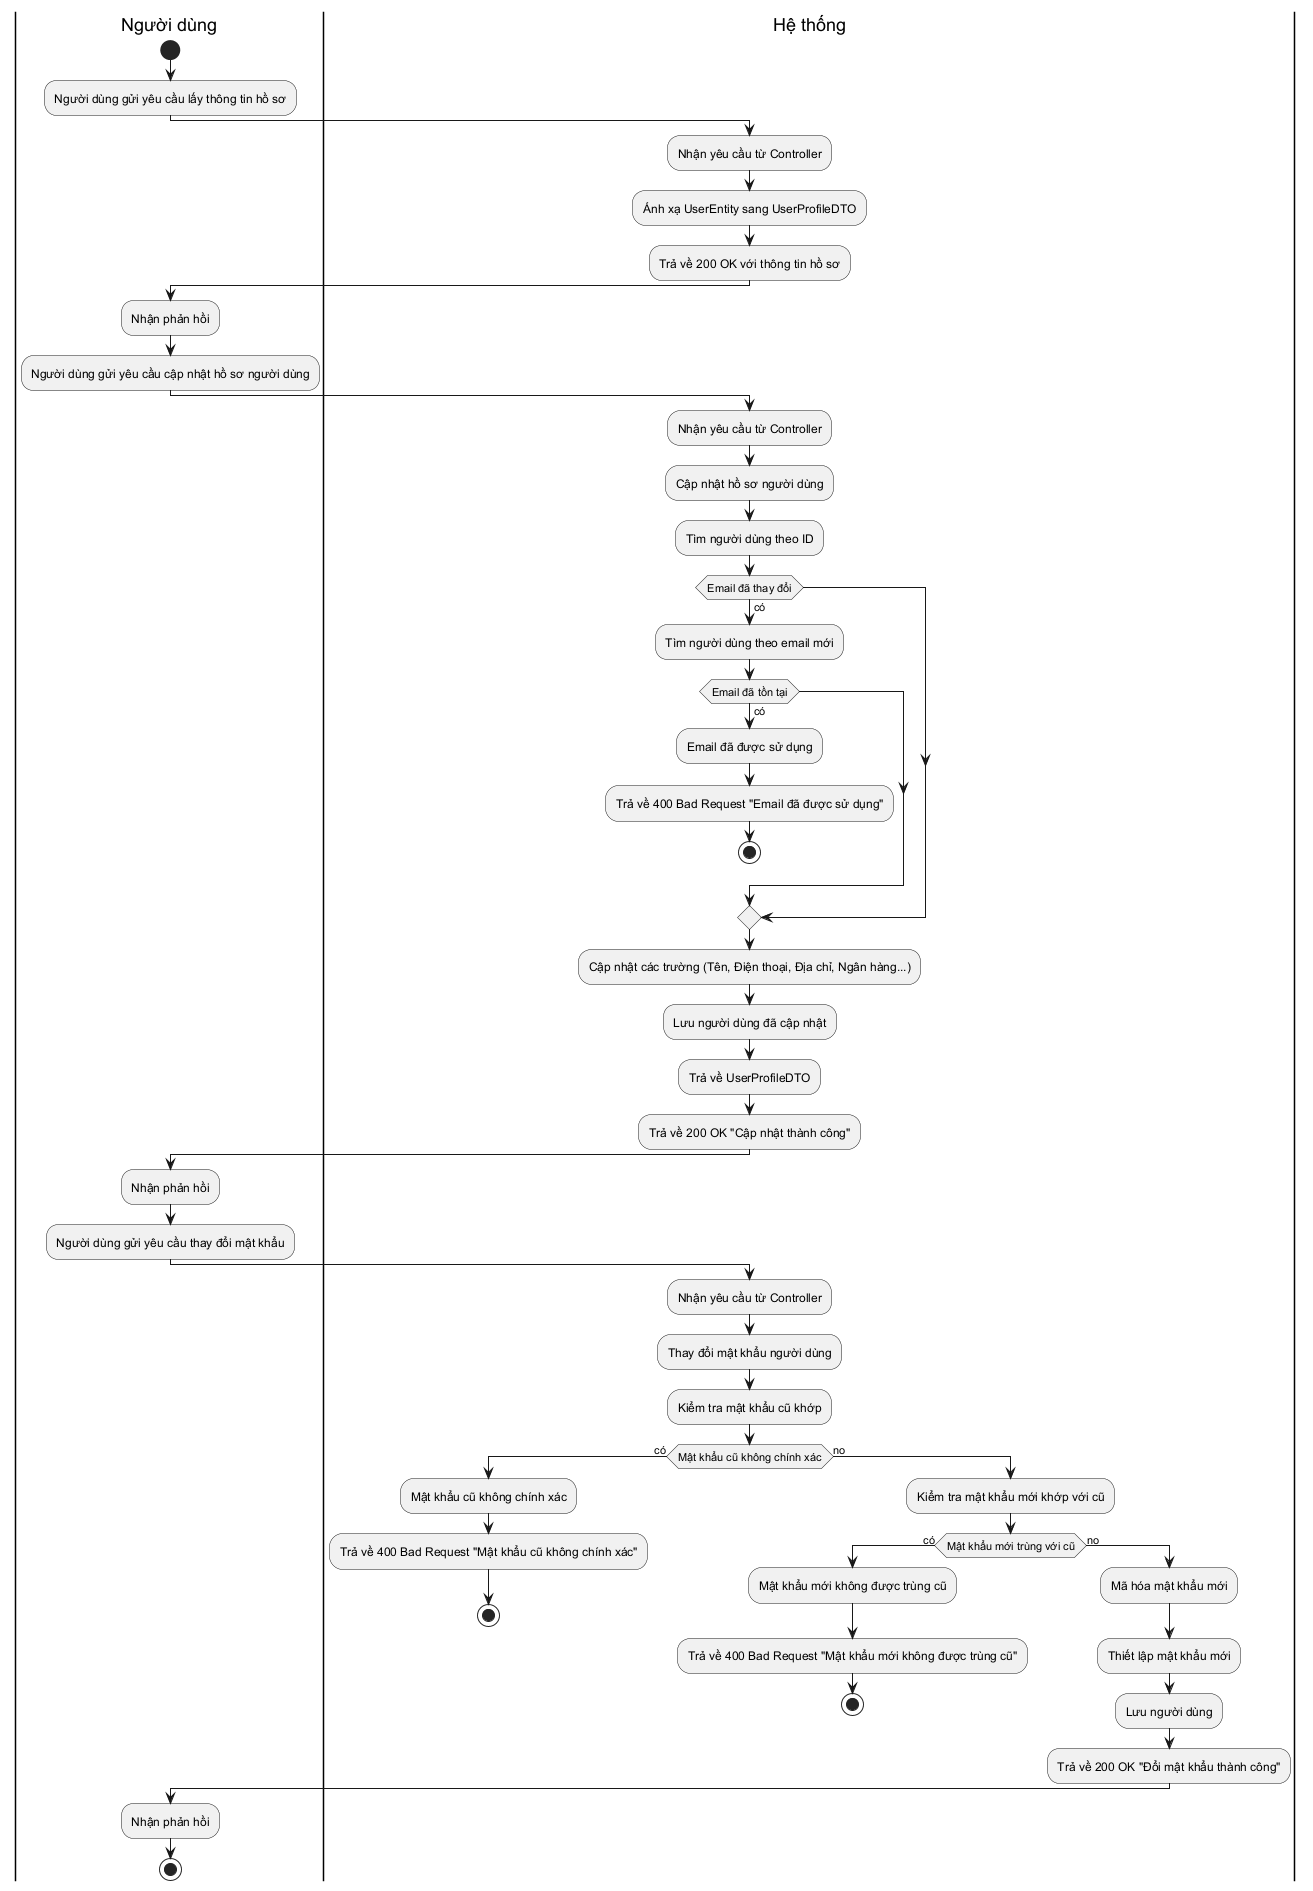 Người dùng
Hệ thống
Người dùng gửi yêu cầu lấy thông tin hồ sơ
Nhận yêu cầu từ Controller
Ánh xạ UserEntity sang UserProfileDTO
Trả về 200 OK với thông tin hồ sơ
Nhận phản hồi
Người dùng gửi yêu cầu cập nhật hồ sơ người dùng
Nhận yêu cầu từ Controller
Cập nhật hồ sơ người dùng
Tìm người dùng theo ID
Email đã thay đổi
có
Tìm người dùng theo email mới
Email đã tồn tại
có
Email đã được sử dụng
Trả về 400 Bad Request "Email đã được sử dụng"
Cập nhật các trường (Tên, Điện thoại, Địa chỉ, Ngân hàng...)
Lưu người dùng đã cập nhật
Trả về UserProfileDTO
Trả về 200 OK "Cập nhật thành công"
Nhận phản hồi
Người dùng gửi yêu cầu thay đổi mật khẩu
Nhận yêu cầu từ Controller
Thay đổi mật khẩu người dùng
Kiểm tra mật khẩu cũ khớp
có
Mật khẩu cũ không chính xác
no
Mật khẩu cũ không chính xác
Kiểm tra mật khẩu mới khớp với cũ
Trả về 400 Bad Request "Mật khẩu cũ không chính xác"
có
Mật khẩu mới trùng với cũ
no
Mật khẩu mới không được trùng cũ
Mã hóa mật khẩu mới
Trả về 400 Bad Request "Mật khẩu mới không được trùng cũ"
Thiết lập mật khẩu mới
Lưu người dùng
Trả về 200 OK "Đổi mật khẩu thành công"
Nhận phản hồi